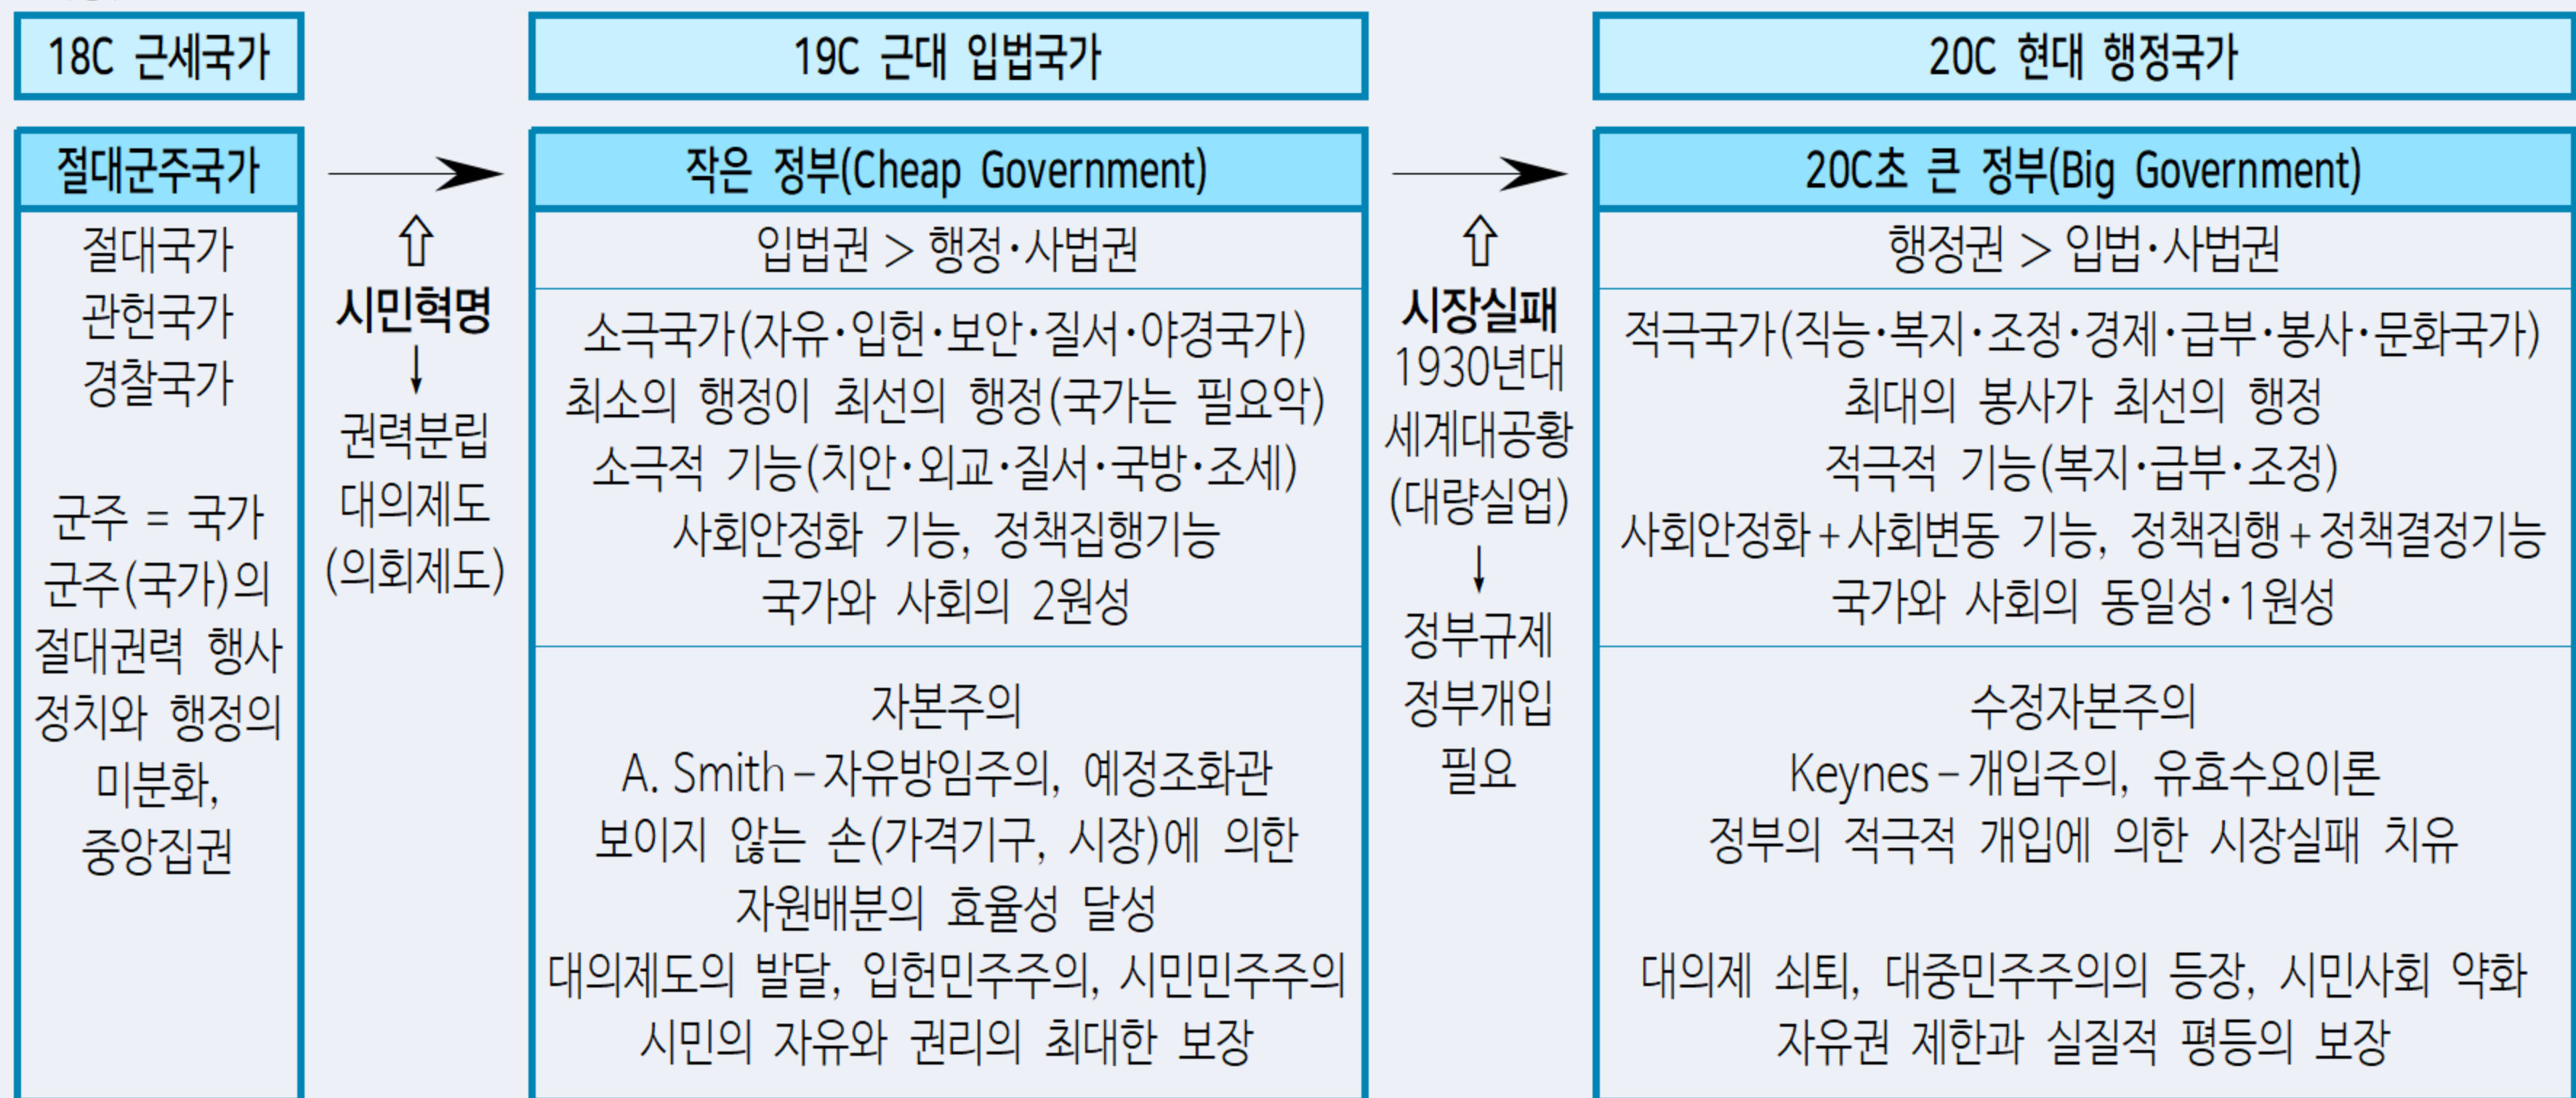 18C 근세국가
19C 근대 입법국가
20C 현대 행정국가
절대군주국가
절대국가
관헌국가
경찰국가
군주 = 국가
군주(국가)의
절대권력 행사
정치와 행정의
미분화,
중앙집권
시민혁명
권력분립
대의제도
(의회제도)
작은 정부(Cheap Government)
입법권 > 행정·사법권
소극국가(자유·입헌·보안·질서·야경국가)
최소의 행정이 최선의 행정(국가는 필요악)
소극적 기능(치안·외교·질서·국방·조세)
사회안정화 기능, 정책집행기능
국가와 사회의 2원성
자본주의
A. Smith – 자유방임주의, 예정조화관
보이지 않는 손(가격기구, 시장)에 의한
자원배분의 효율성 달성
대의제도의 발달, 입헌민주주의, 시민민주주의
시민의 자유와 권리의 최대한 보장
시장실패
1930년대
세계대공황
(대량실업)
정부규제
정부개입
필요
20C초 큰 정부(Big Government)
행정권 > 입법·사법권
적극국가(직능·복지·조정·경제·급부·봉사·문화국가)
최대의 봉사가 최선의 행정
적극적 기능(복지·급부·조정)
사회안정화+사회변동 기능, 정책집행+정책결정기능
국가와 사회의 동일성·1원성
수정자본주의
Keynes – 개입주의, 유효수요이론
정부의 적극적 개입에 의한 시장실패 치유
대의제 쇠퇴, 대중민주주의의 등장, 시민사회 약화
자유권 제한과 실질적 평등의 보장